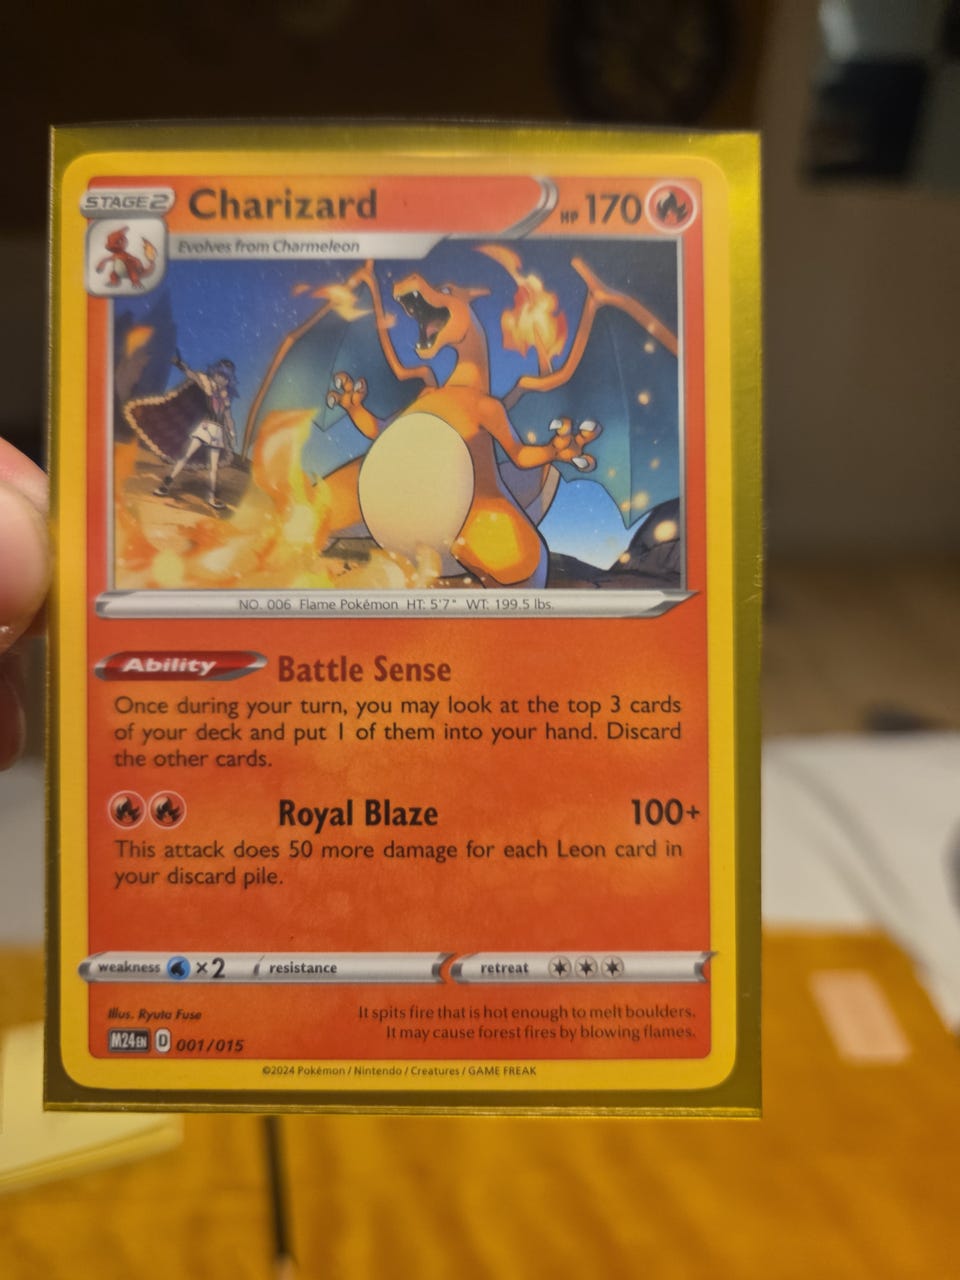 STAGE 2 Charizard HP 170
Evolves from Charmeleon
NO. 006 Flame Pokémon HT: 5'7" WT: 199.5 lbs.
Ability Battle Sense
Once during your turn, you may look at the top 3 cards
of your deck and put 1 of them into your hand. Discard
the other cards.
Royal Blaze 100+
This attack does 50 more damage for each Leon card in
your discard pile.
weakness ×2 resistance retreat
Illus. Ryuta Fuse
It spits fire that is hot enough to melt boulders.
It may cause forest fires by blowing flames.
M24 EN D 001/015
©2024 Pokémon / Nintendo / Creatures / GAME FREAK